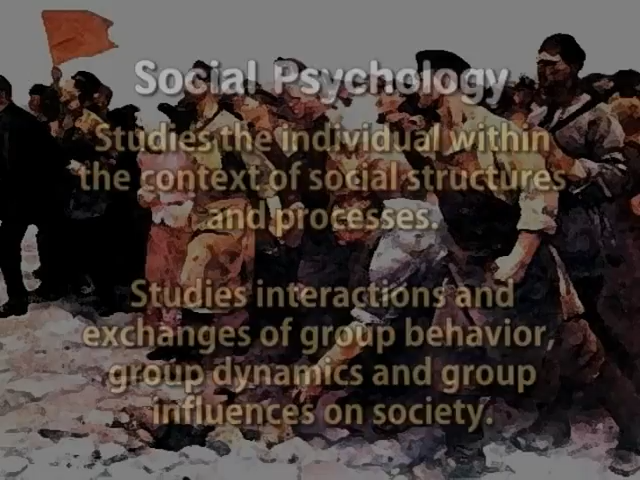 Social Psychology
Studies the individual within
the context of social structures
and processes.
Studies interactions and
exchanges of group behavior,
group dynamics and group
influences on society.